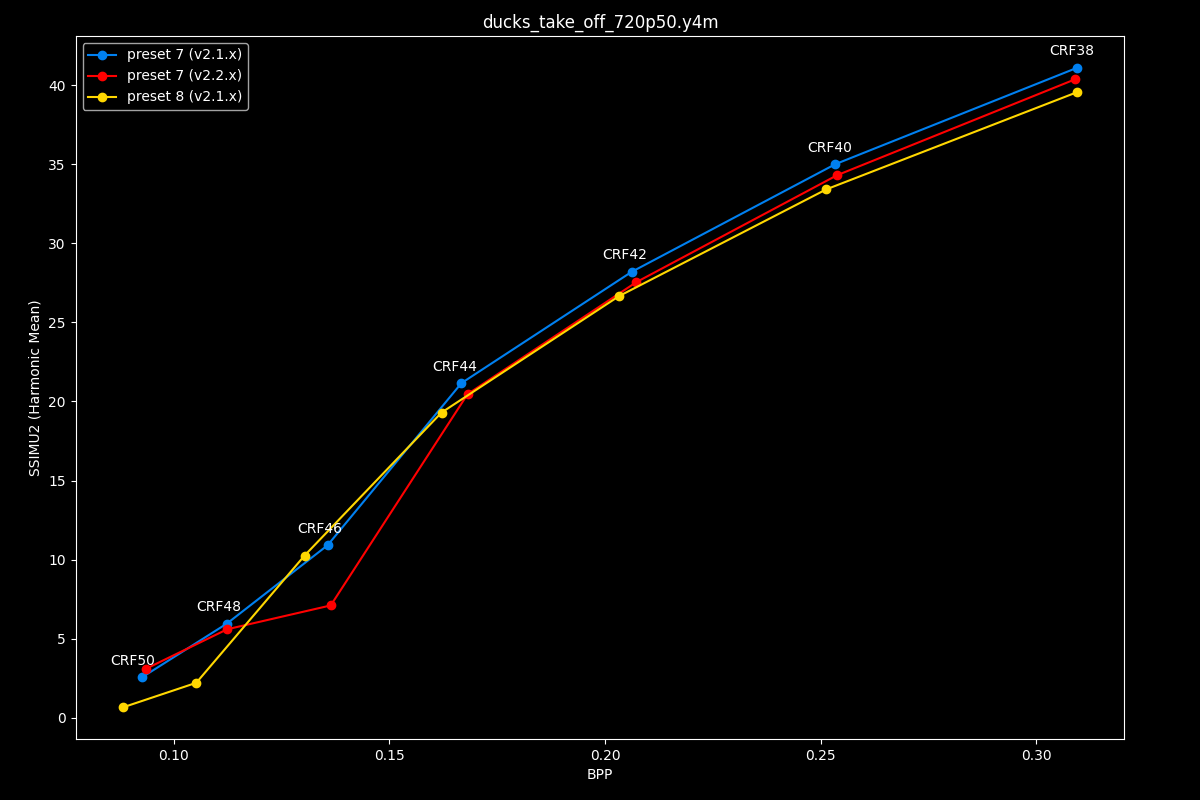 ducks_take_off_720p50.y4m
preset 7 (v2.1.x)
preset 7 (v2.2.x)
preset 8 (v2.1.x)
CRF38
CRF40
CRF42
CRF44
CRF46
CRF48
CRF50
40
35
30
25
20
15
10
5
0
SSIMU2 (Harmonic Mean)
0.10
0.15
0.20
0.25
0.30
BPP